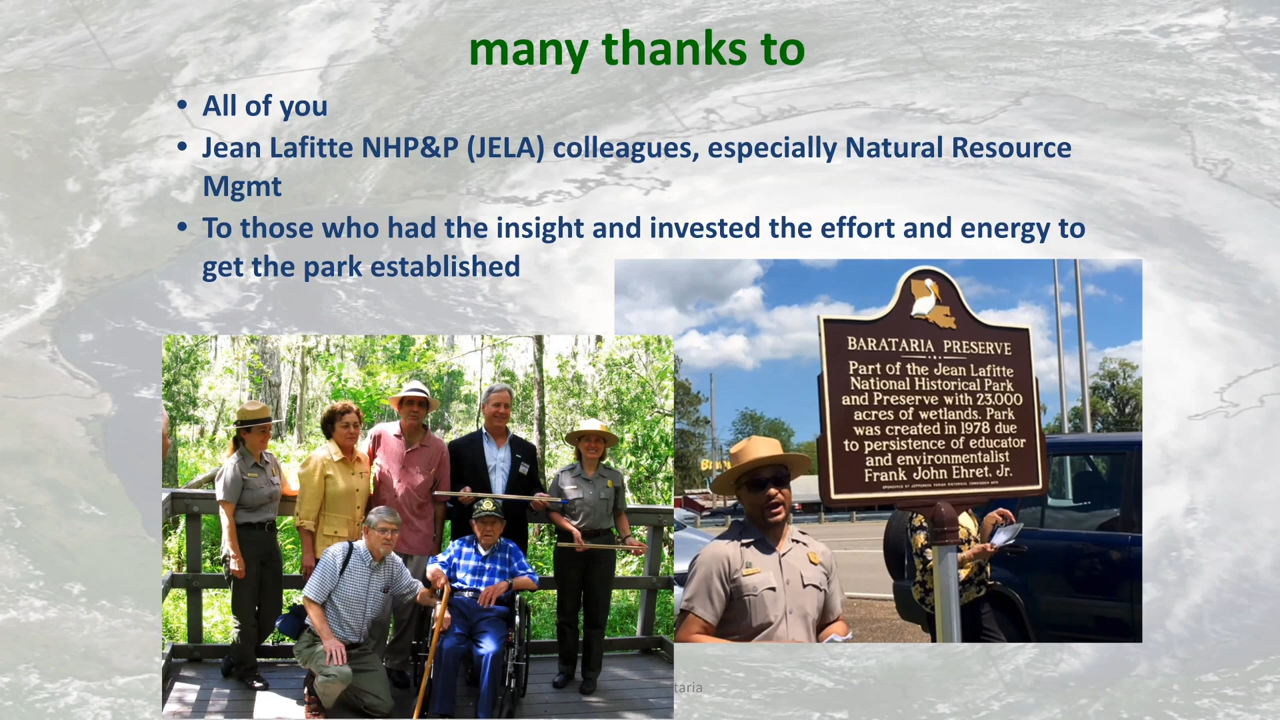 many thanks to
• All of you
• Jean Lafitte NHP&P (JELA) colleagues, especially Natural Resource
Mgmt
• To those who had the insight and invested the effort and energy to
get the park established
BARATARIA PRESERVE
Part of the Jean Lafitte
National Historical Park
and Preserve with 23,000
acres of wetlands. Park
was created in 1978 due
to persistence of educator
and environmentalist
Frank John Ehret, Jr.
taria